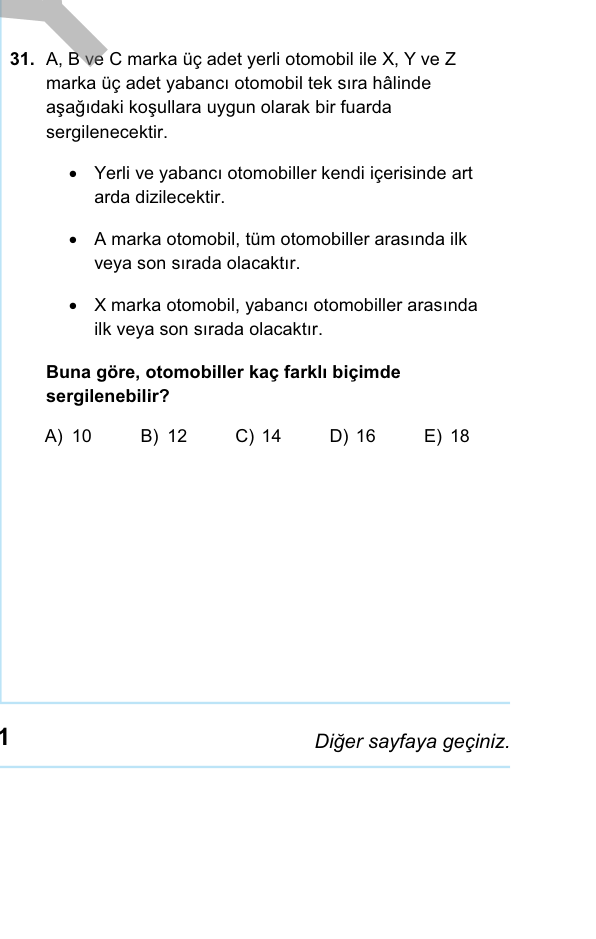 31. A, B ve C marka üç adet yerli otomobil ile X, Y ve Z
marka üç adet yabancı otomobil tek sıra hâlinde
aşağıdaki koşullara uygun olarak bir fuarda
sergilenecektir.
• Yerli ve yabancı otomobiller kendi içerisinde art
arda dizilecektir.
• A marka otomobil, tüm otomobiller arasında ilk
veya son sırada olacaktır.
• X marka otomobil, yabancı otomobiller arasında
ilk veya son sırada olacaktır.
Buna göre, otomobiller kaç farklı biçimde
sergilenebilir?
A) 10 B) 12 C) 14 D) 16 E) 18
1 Diğer sayfaya geçiniz.